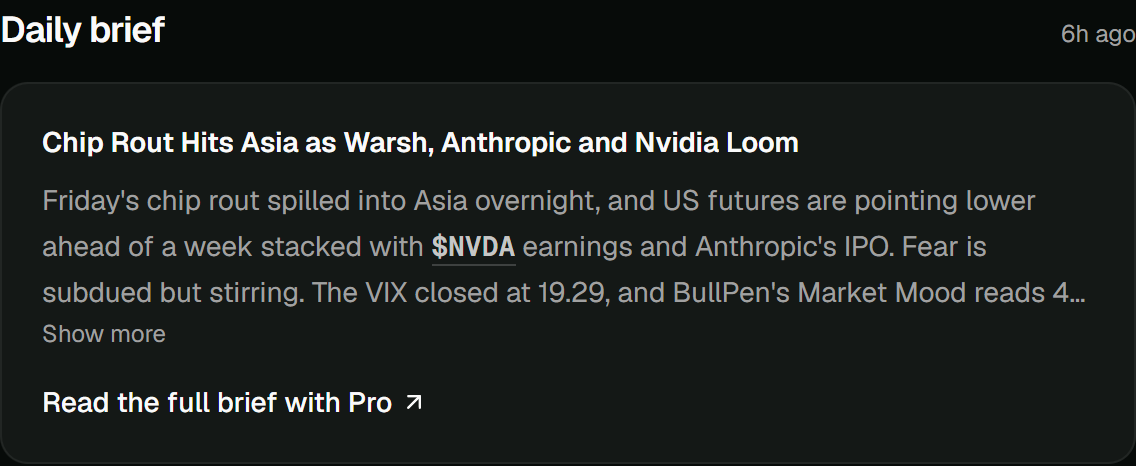 Daily brief
6h ago
Chip Rout Hits Asia as Warsh, Anthropic and Nvidia Loom
Friday's chip rout spilled into Asia overnight, and US futures are pointing lower
ahead of a week stacked with $NVDA earnings and Anthropic's IPO. Fear is
subdued but stirring. The VIX closed at 19.29, and BullPen's Market Mood reads 4...
Show more
Read the full brief with Pro ↗